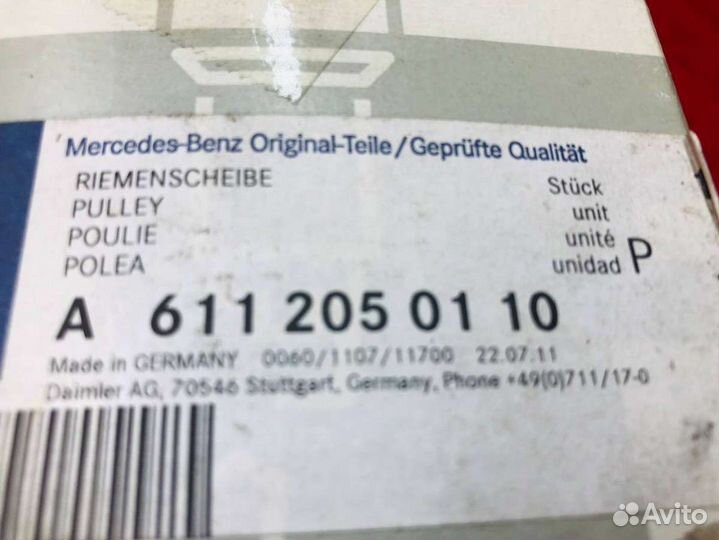 Mercedes-Benz Original-Teile/Geprüfte Qualität
RIEMENSCHEIBE
PULLEY
POULIE
POLEA
Stück
unit
unité
unidad P
A 611 205 01 10
Made in GERMANY 0060/1107/11700 22.07.11
Daimler AG, 70546 Stuttgart, Germany, Phone +49(0)711/17-0
Avito